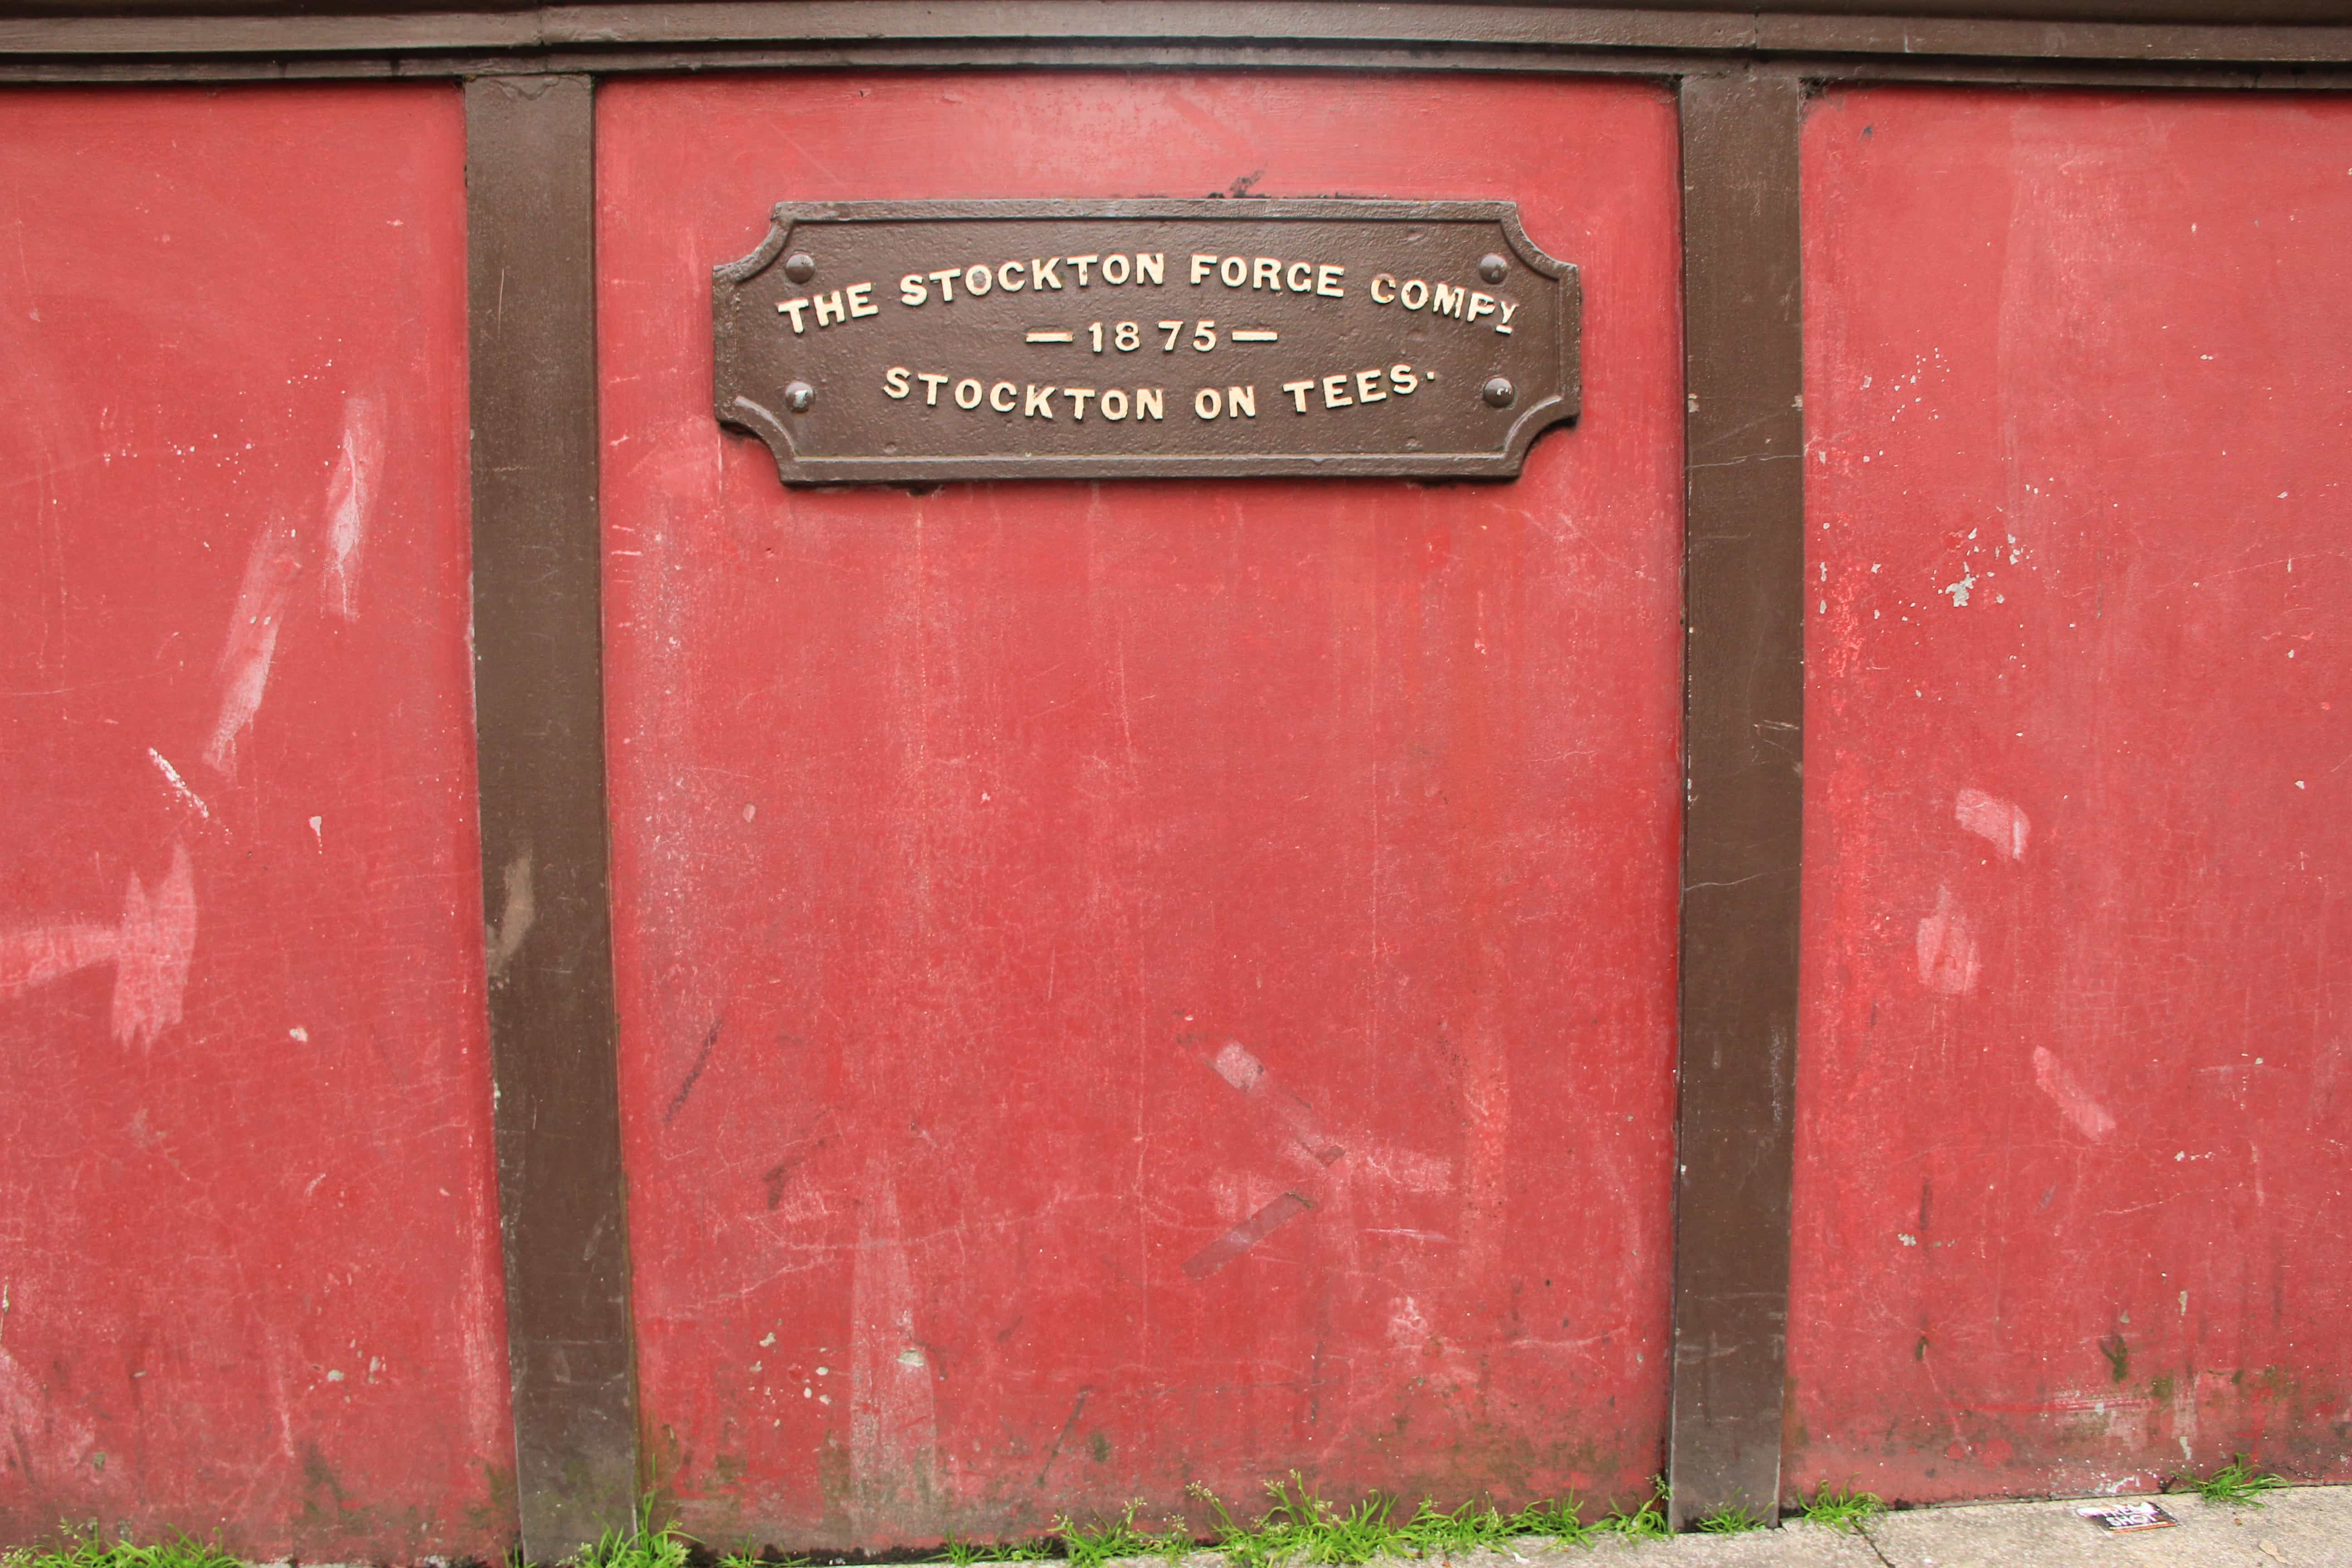 THE STOCKTON FORGE COMPY
— 1875 —
STOCKTON ON TEES.